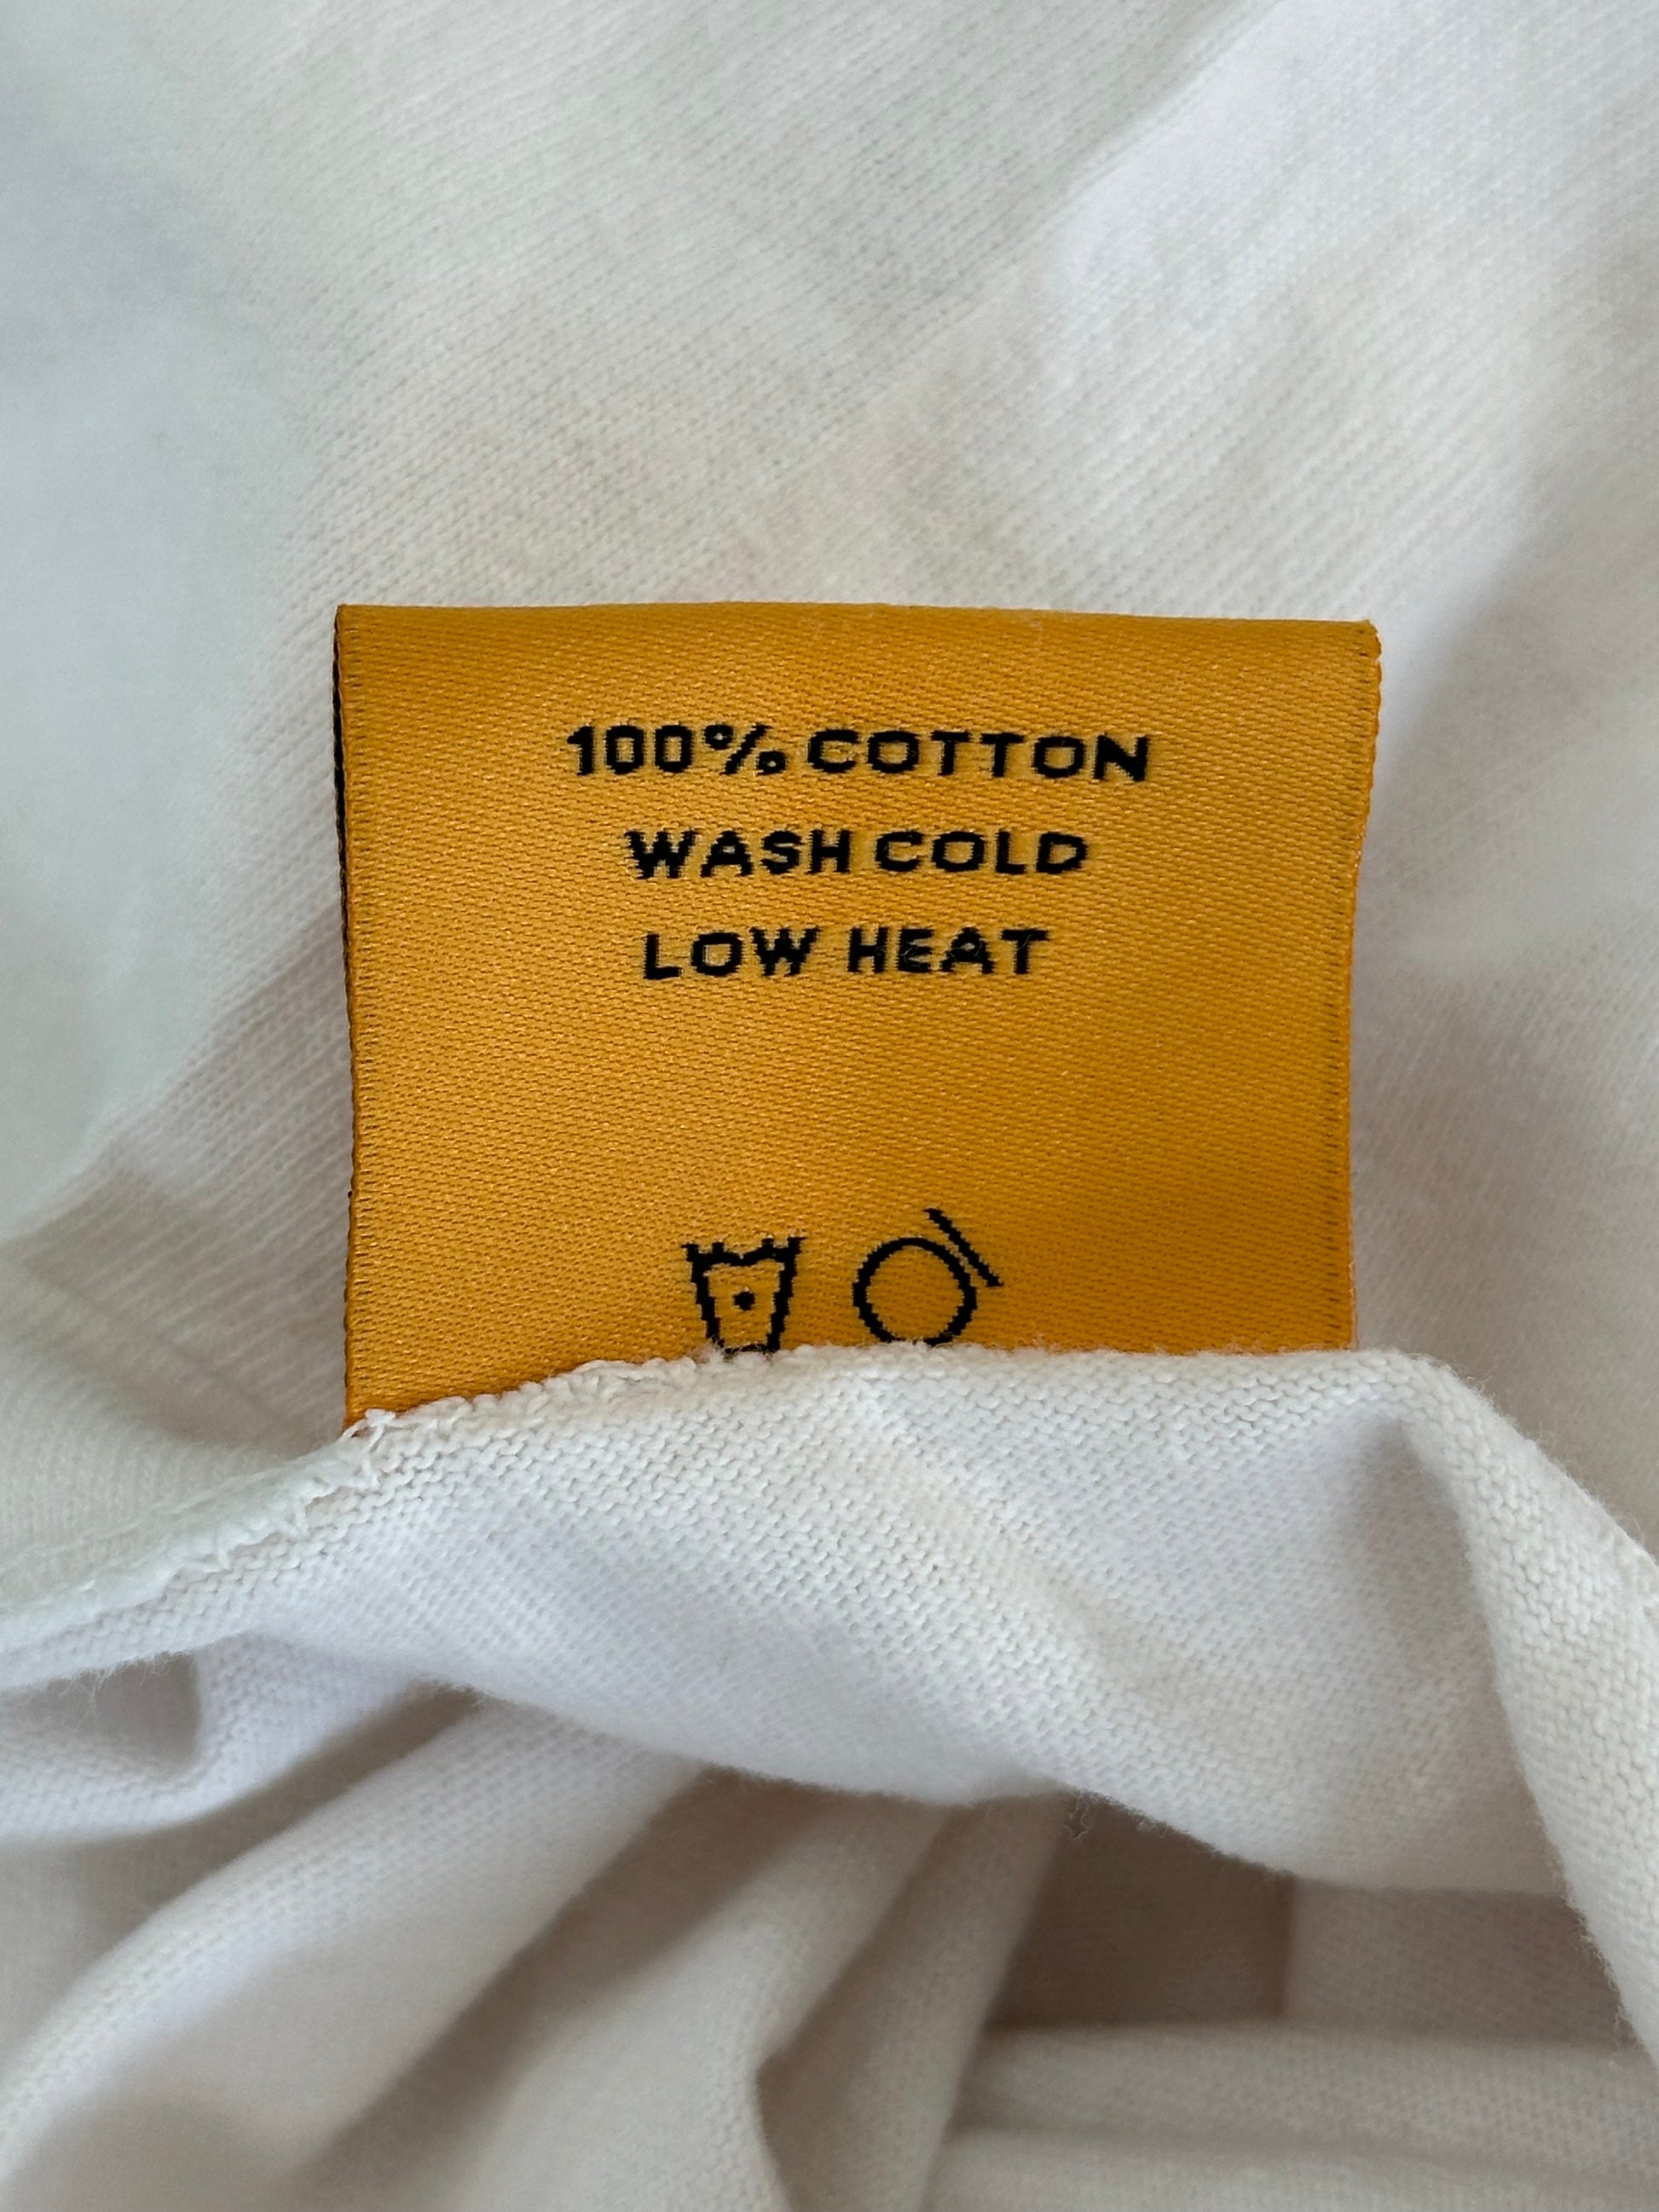 100% COTTON
WASH COLD
LOW HEAT